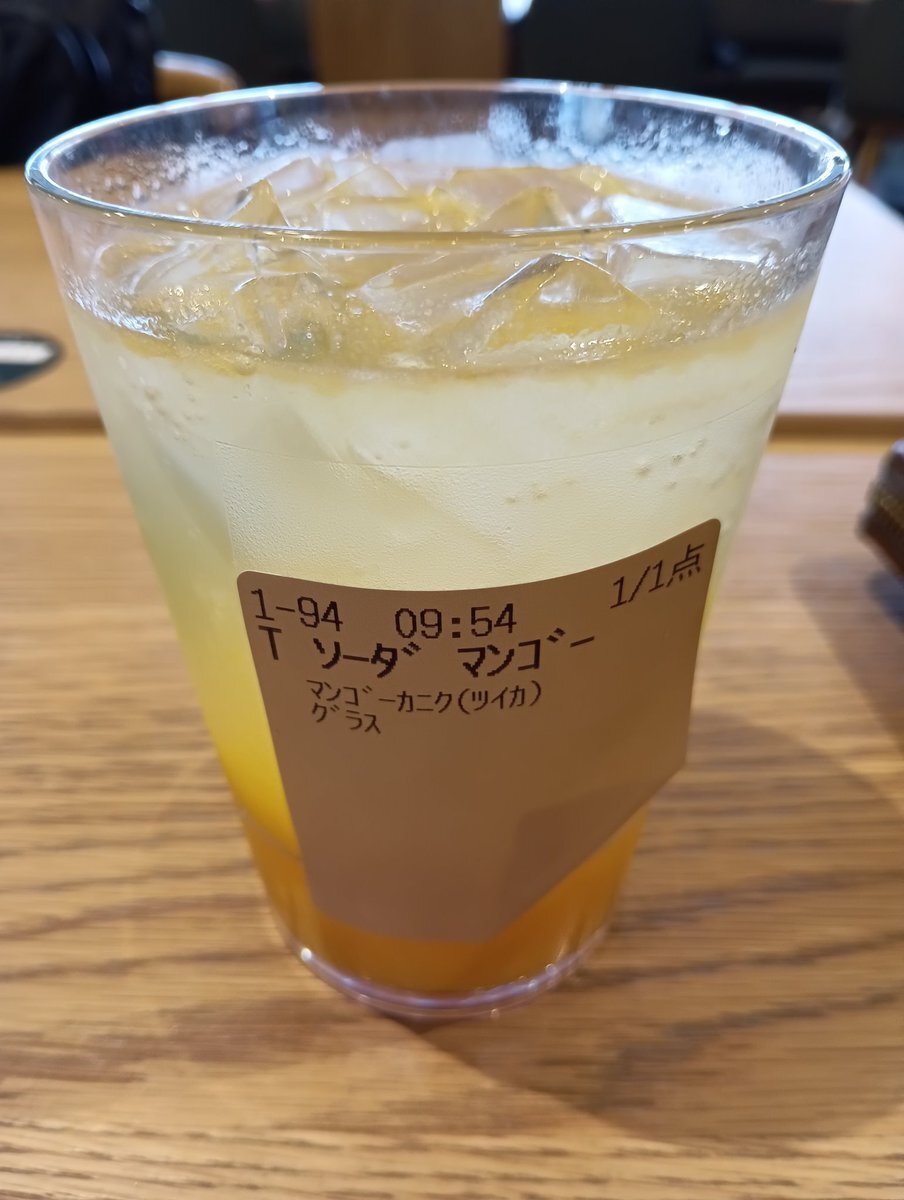 1-94 09:54 1/1点
T ソーダ マンゴー
マンゴーカニク(ツイカ)
グラス